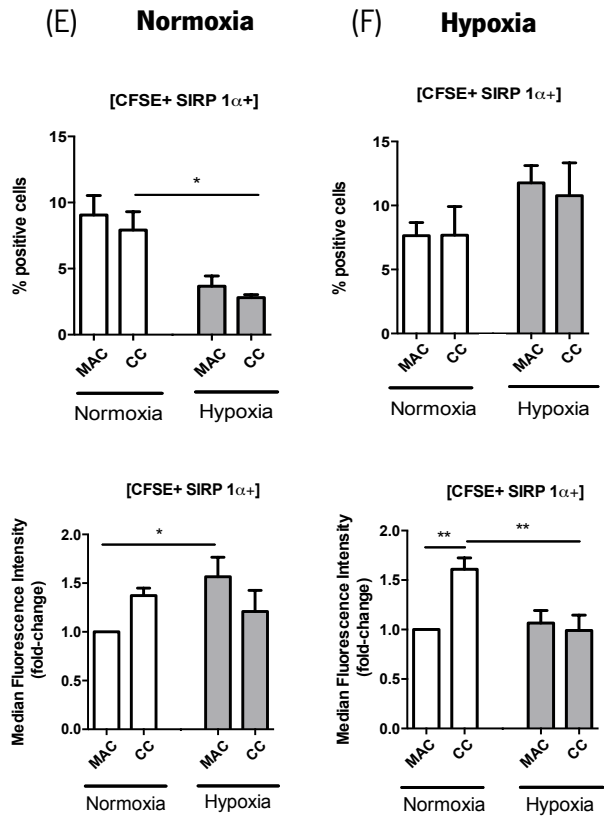 (E) Normoxia
[CFSE+ SIRP 1α+]
% positive cells
15
10
5
0
*
MAC CC MAC CC
Normoxia Hypoxia
[CFSE+ SIRP 1α+]
Median Fluorescence Intensity
(fold-change)
2.0
1.5
1.0
0.5
0.0
*
MAC CC MAC CC
Normoxia Hypoxia
(F) Hypoxia
[CFSE+ SIRP 1α+]
% positive cells
15
10
5
0
MAC CC MAC CC
Normoxia Hypoxia
[CFSE+ SIRP 1α+]
Median Fluorescence Intensity
(fold-change)
2.0
1.5
1.0
0.5
0.0
** **
MAC CC MAC CC
Normoxia Hypoxia